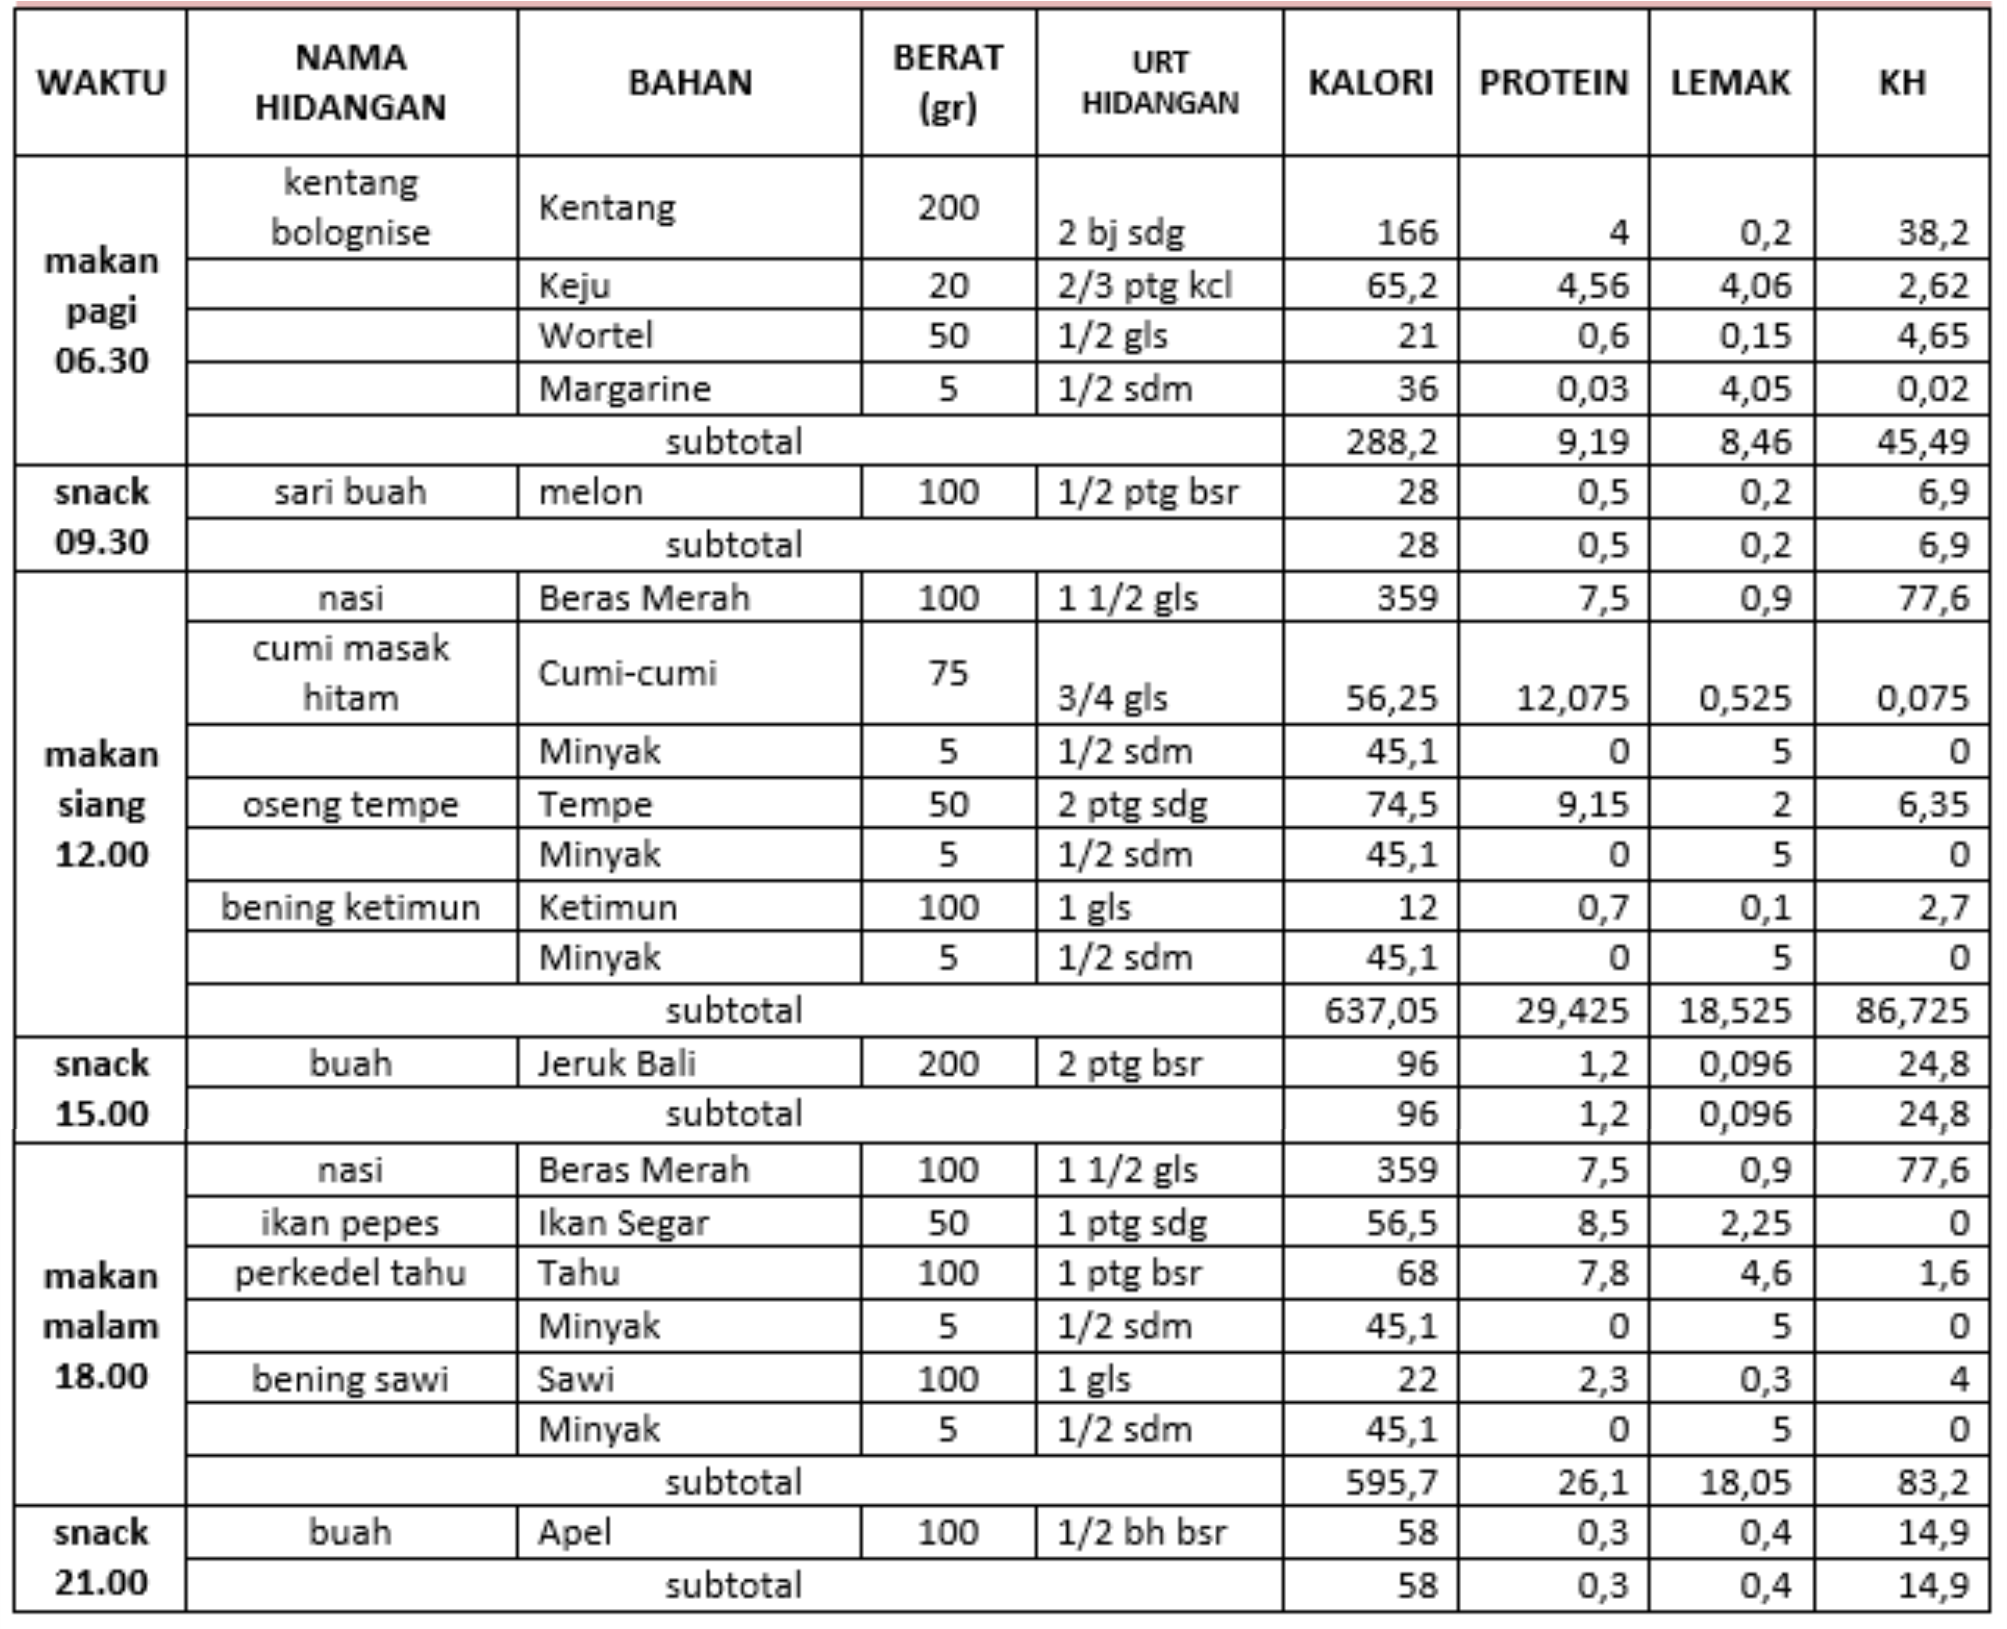 WAKTU NAMA HIDANGAN BAHAN BERAT (gr) URT HIDANGAN KALORI PROTEIN LEMAK KH
makan pagi 06.30
kentang bolognise Kentang 200 2 bj sdg 166 4 0,2 38,2
Keju 20 2/3 ptg kcl 65,2 4,56 4,06 2,62
Wortel 50 1/2 gls 21 0,6 0,15 4,65
Margarine 5 1/2 sdm 36 0,03 4,05 0,02
subtotal 288,2 9,19 8,46 45,49
snack 09.30
sari buah melon 100 1/2 ptg bsr 28 0,5 0,2 6,9
subtotal 28 0,5 0,2 6,9
makan siang 12.00
nasi Beras Merah 100 1 1/2 gls 359 7,5 0,9 77,6
cumi masak hitam Cumi-cumi 75 3/4 gls 56,25 12,075 0,525 0,075
Minyak 5 1/2 sdm 45,1 0 5 0
oseng tempe Tempe 50 2 ptg sdg 74,5 9,15 2 6,35
Minyak 5 1/2 sdm 45,1 0 5 0
bening ketimun Ketimun 100 1 gls 12 0,7 0,1 2,7
Minyak 5 1/2 sdm 45,1 0 5 0
subtotal 637,05 29,425 18,525 86,725
snack 15.00
buah Jeruk Bali 200 2 ptg bsr 96 1,2 0,096 24,8
subtotal 96 1,2 0,096 24,8
makan malam 18.00
nasi Beras Merah 100 1 1/2 gls 359 7,5 0,9 77,6
ikan pepes Ikan Segar 50 1 ptg sdg 56,5 8,5 2,25 0
perkedel tahu Tahu 100 1 ptg bsr 68 7,8 4,6 1,6
Minyak 5 1/2 sdm 45,1 0 5 0
bening sawi Sawi 100 1 gls 22 2,3 0,3 4
Minyak 5 1/2 sdm 45,1 0 5 0
subtotal 595,7 26,1 18,05 83,2
snack 21.00
buah Apel 100 1/2 bh bsr 58 0,3 0,4 14,9
subtotal 58 0,3 0,4 14,9